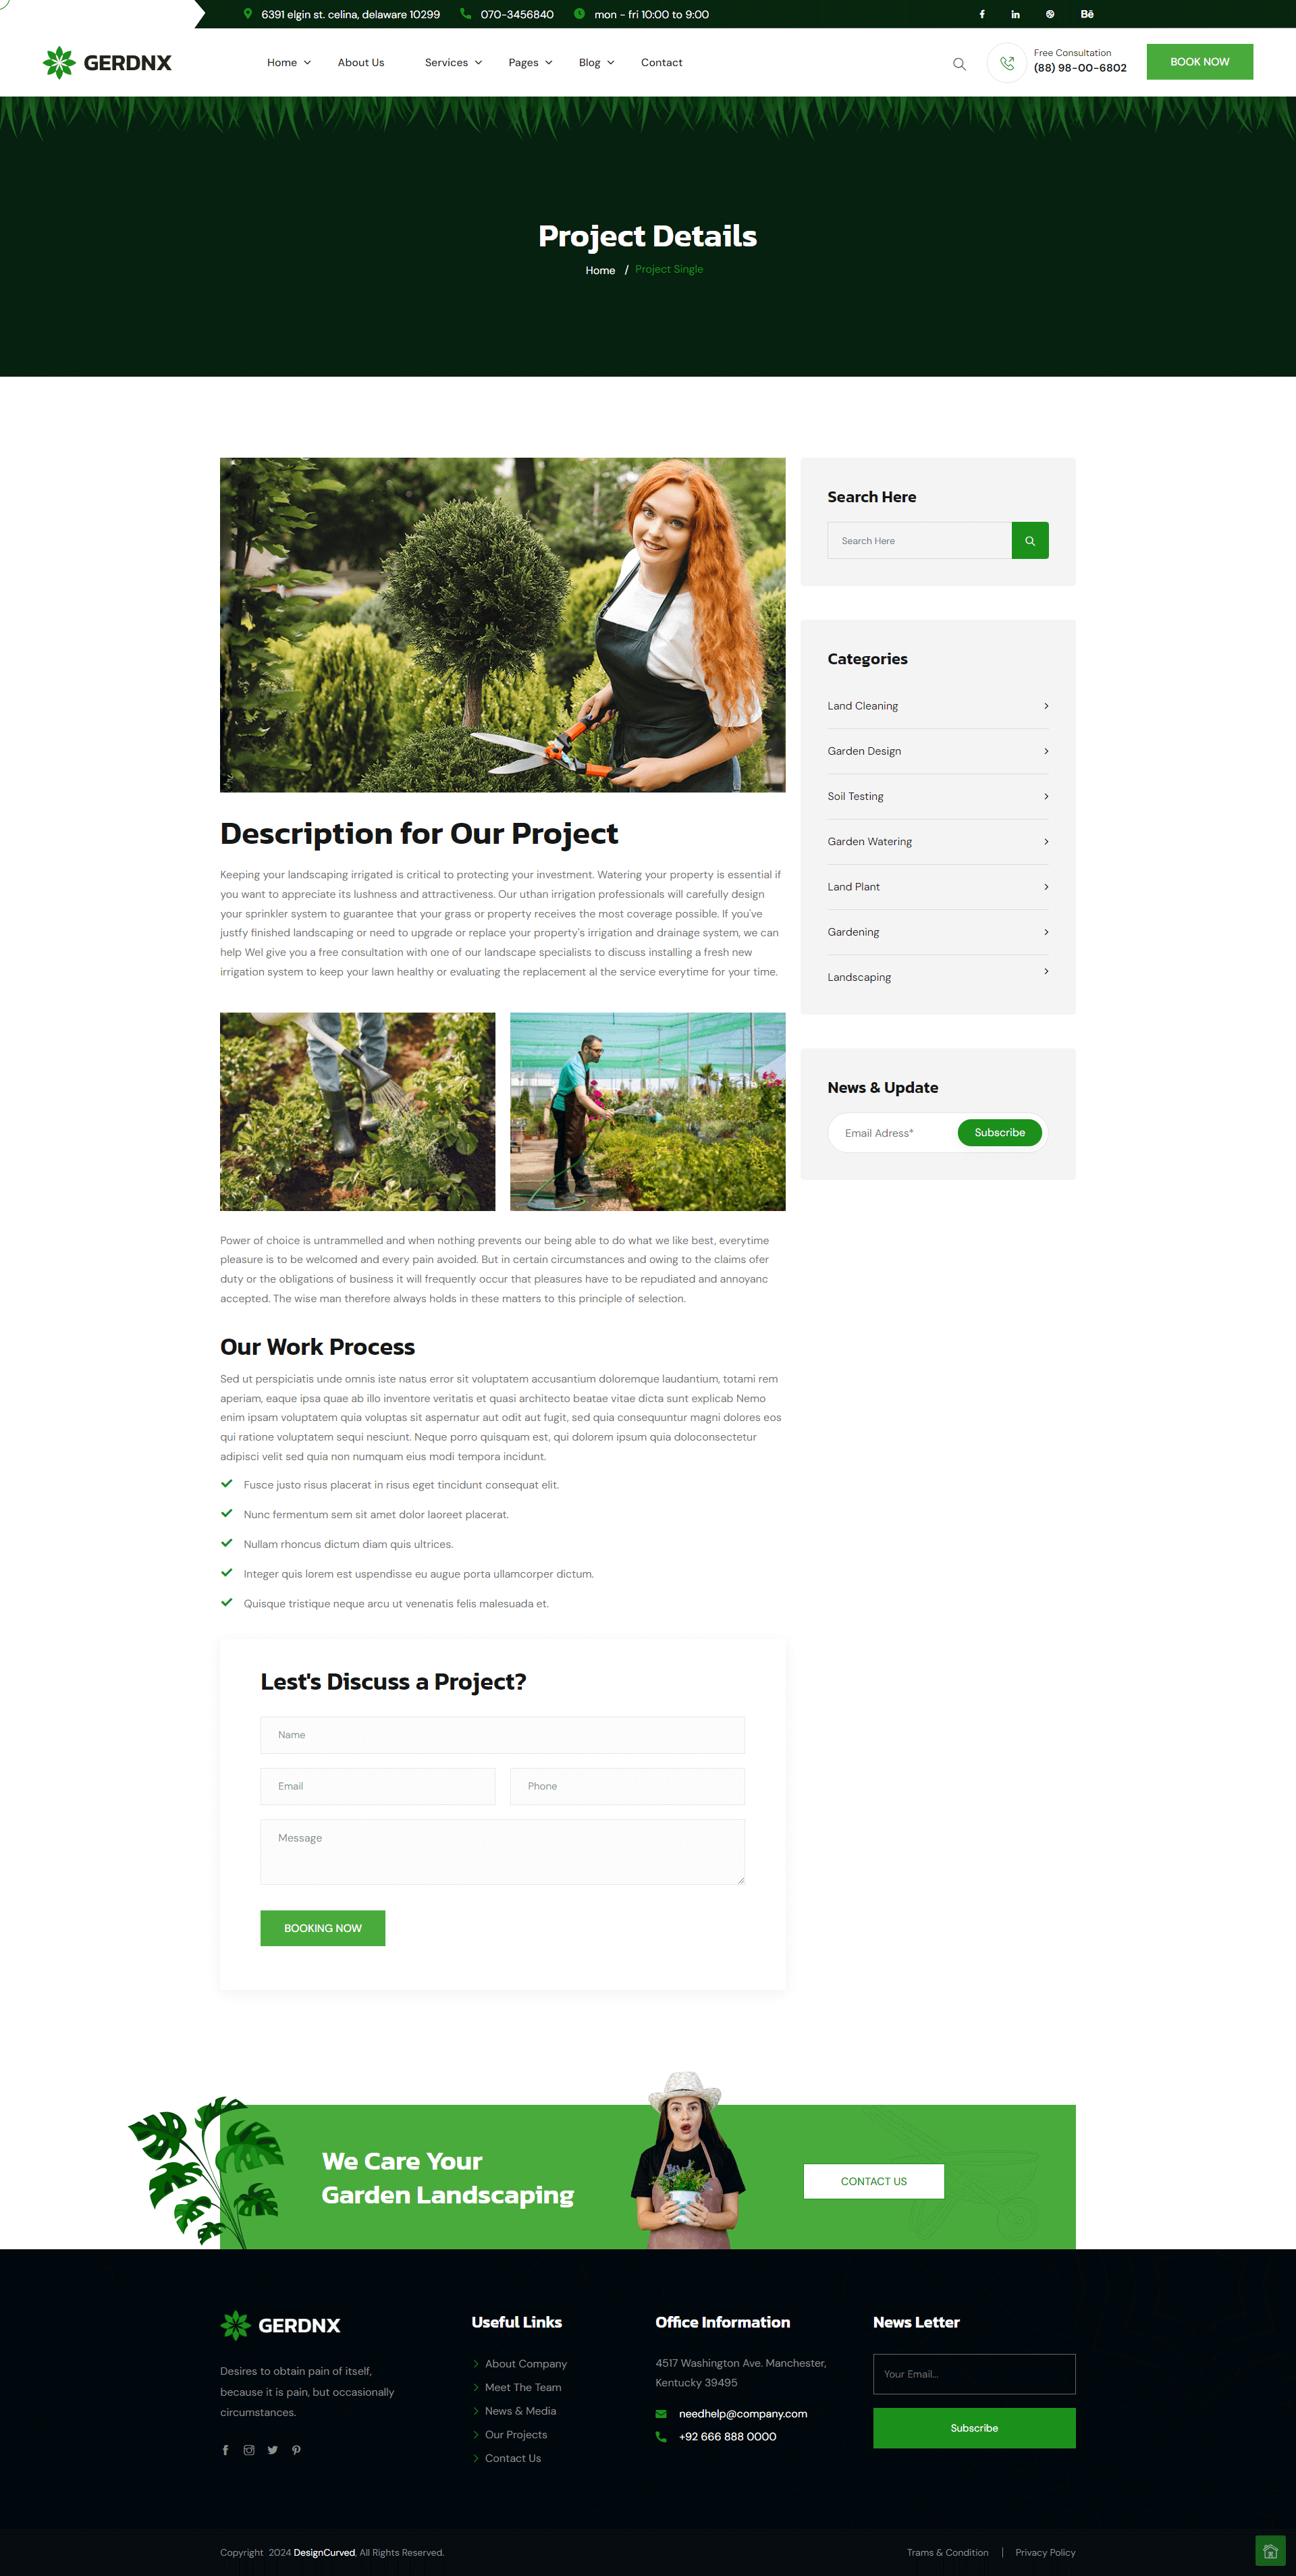 6391 elgin st. celina, delaware 10299 070-3456840 mon - fri 10:00 to 9:00
GERDNX
Home About Us Services Pages Blog Contact
Free Consultation
(88) 98-00-6802
BOOK NOW
Project Details
Home / Project Single
Description for Our Project
Keeping your landscaping irrigated is critical to protecting your investment. Watering your property is essential if
you want to appreciate its lushness and attractiveness. Our uthan irrigation professionals will carefully design
your sprinkler system to guarantee that your grass or property receives the most coverage possible. If you've
justfy finished landscaping or need to upgrade or replace your property's irrigation and drainage system, we can
help Wel give you a free consultation with one of our landscape specialists to discuss installing a fresh new
irrigation system to keep your lawn healthy or evaluating the replacement al the service everytime for your time.
Power of choice is untrammelled and when nothing prevents our being able to do what we like best, everytime
pleasure is to be welcomed and every pain avoided. But in certain circumstances and owing to the claims ofer
duty or the obligations of business it will frequently occur that pleasures have to be repudiated and annoyanc
accepted. The wise man therefore always holds in these matters to this principle of selection.
Our Work Process
Sed ut perspiciatis unde omnis iste natus error sit voluptatem accusantium doloremque laudantium, totami rem
aperiam, eaque ipsa quae ab illo inventore veritatis et quasi architecto beatae vitae dicta sunt explicab Nemo
enim ipsam voluptatem quia voluptas sit aspernatur aut odit aut fugit, sed quia consequuntur magni dolores eos
qui ratione voluptatem sequi nesciunt. Neque porro quisquam est, qui dolorem ipsum quia doloconsectetur
adipisci velit sed quia non numquam eius modi tempora incidunt.
Fusce justo risus placerat in risus eget tincidunt consequat elit.
Nunc fermentum sem sit amet dolor laoreet placerat.
Nullam rhoncus dictum diam quis ultrices.
Integer quis lorem est uspendisse eu augue porta ullamcorper dictum.
Quisque tristique neque arcu ut venenatis felis malesuada et.
Lest's Discuss a Project?
Name
Email Phone
Message
BOOKING NOW
Search Here
Search Here
Categories
Land Cleaning
Garden Design
Soil Testing
Garden Watering
Land Plant
Gardening
Landscaping
News & Update
Email Adress* Subscribe
We Care Your
Garden Landscaping
CONTACT US
GERDNX
Desires to obtain pain of itself,
because it is pain, but occasionally
circumstances.
Useful Links
About Company
Meet The Team
News & Media
Our Projects
Contact Us
Office Information
4517 Washington Ave. Manchester,
Kentucky 39495
needhelp@company.com
+92 666 888 0000
News Letter
Your Email...
Subscribe
Copyright 2024 DesignCurved, All Rights Reserved.
Trams & Condition Privacy Policy